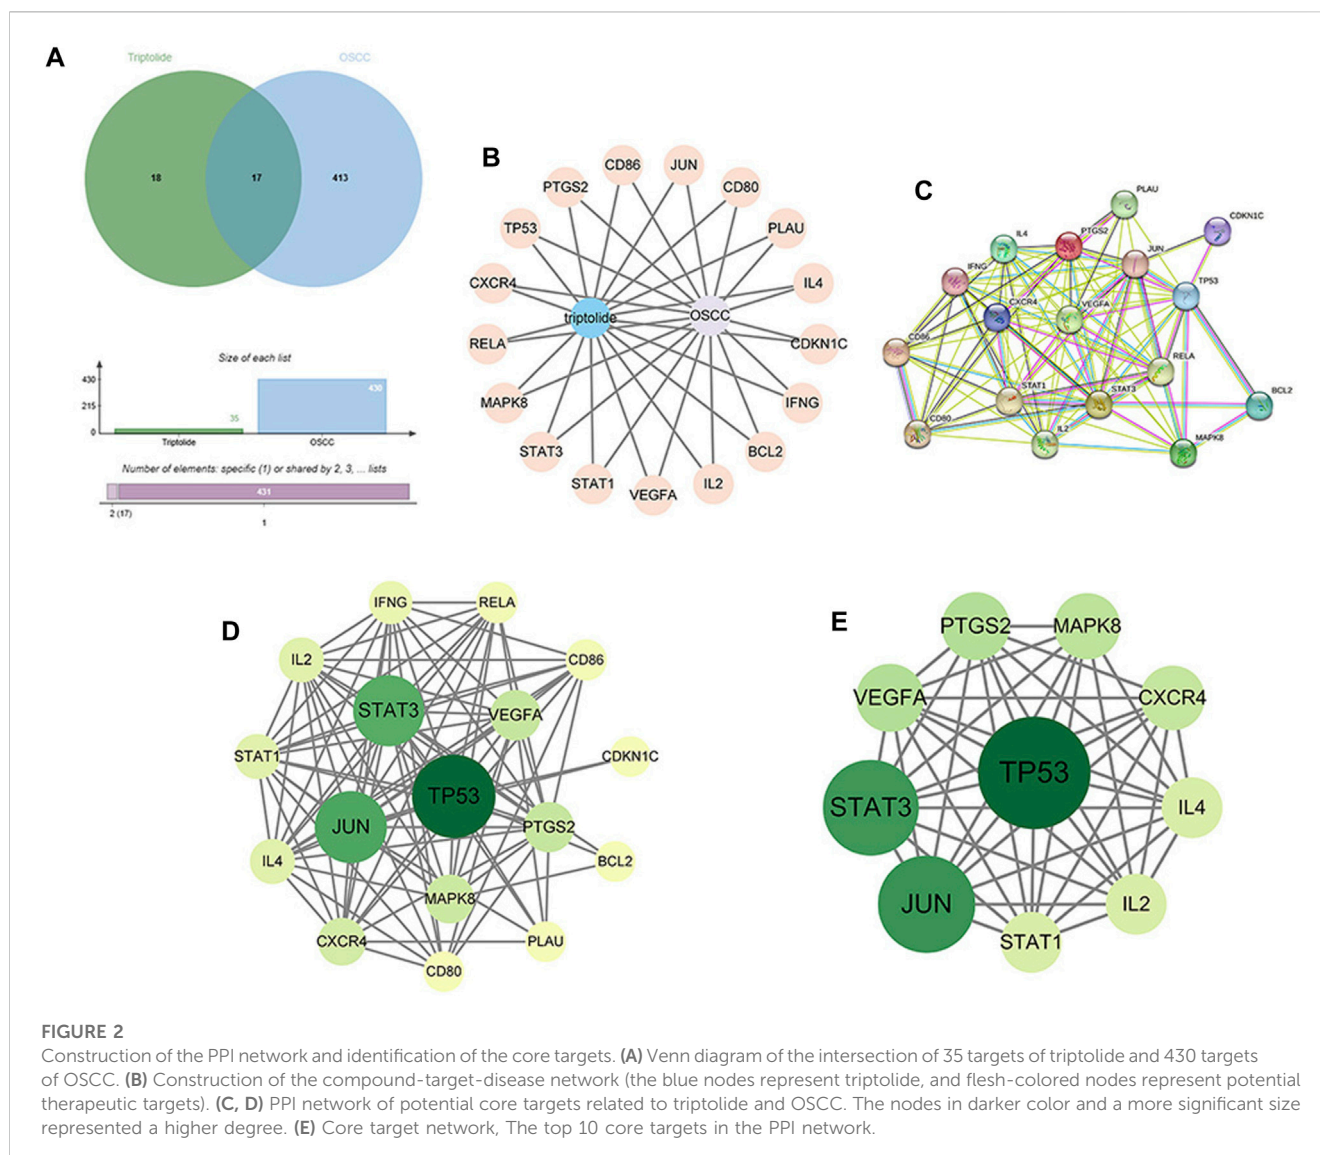 A
Triptolide
OSCC
18
17
413
Size of each list
430
215
0
35
430
Triptolide
OSCC
Number of elements: specific (1) or shared by 2, 3, ... lists
431
2 (17)
1
B
CD86
JUN
PTGS2
CD80
TP53
PLAU
CXCR4
IL4
triptolide
OSCC
RELA
CDKN1C
MAPK8
IFNG
STAT3
BCL2
STAT1
VEGFA
IL2
C
PLAU
CDKN1C
IL4
PTGS2
JUN
IFNG
TP53
CXCR4
VEGFA
CD86
RELA
STAT1
STAT3
BCL2
CD80
IL2
MAPK8
D
IFNG
RELA
IL2
CD86
STAT3
VEGFA
STAT1
CDKN1C
TP53
JUN
PTGS2
IL4
BCL2
MAPK8
CXCR4
PLAU
CD80
E
PTGS2
MAPK8
VEGFA
CXCR4
TP53
STAT3
IL4
JUN
IL2
STAT1
FIGURE 2
Construction of the PPI network and identification of the core targets. (A) Venn diagram of the intersection of 35 targets of triptolide and 430 targets
of OSCC. (B) Construction of the compound-target-disease network (the blue nodes represent triptolide, and flesh-colored nodes represent potential
therapeutic targets). (C, D) PPI network of potential core targets related to triptolide and OSCC. The nodes in darker color and a more significant size
represented a higher degree. (E) Core target network, The top 10 core targets in the PPI network.